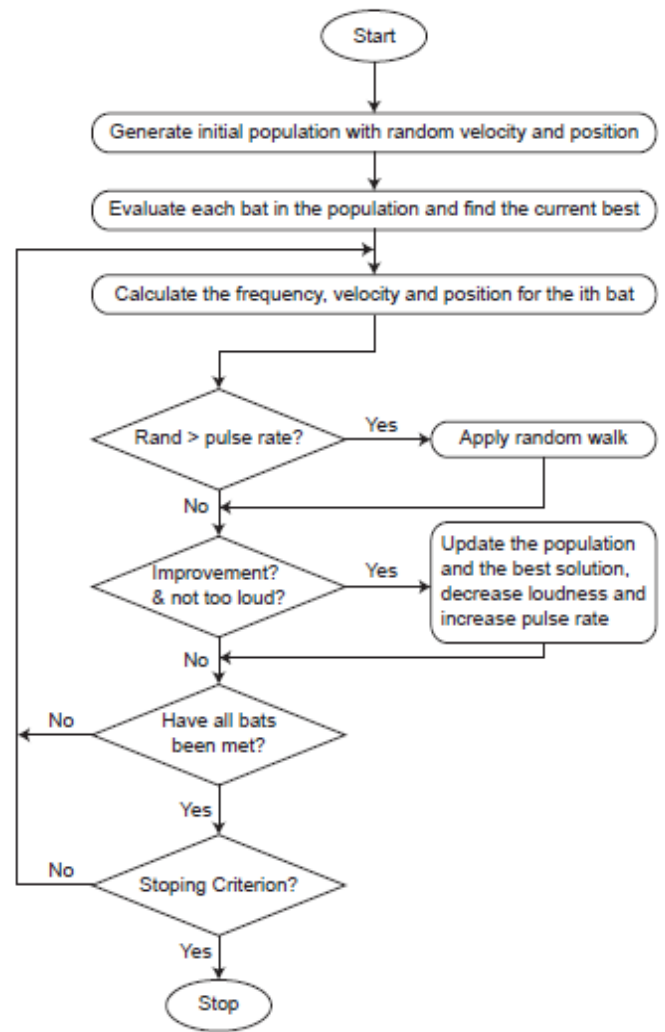 Start
Generate initial population with random velocity and position
Evaluate each bat in the population and find the current best
Calculate the frequency, velocity and position for the ith bat
Rand > pulse rate?
Yes
Apply random walk
No
Improvement?
& not too loud?
Yes
Update the population
and the best solution,
decrease loudness and
increase pulse rate
No
No
Have all bats
been met?
Yes
No
Stoping Criterion?
Yes
Stop